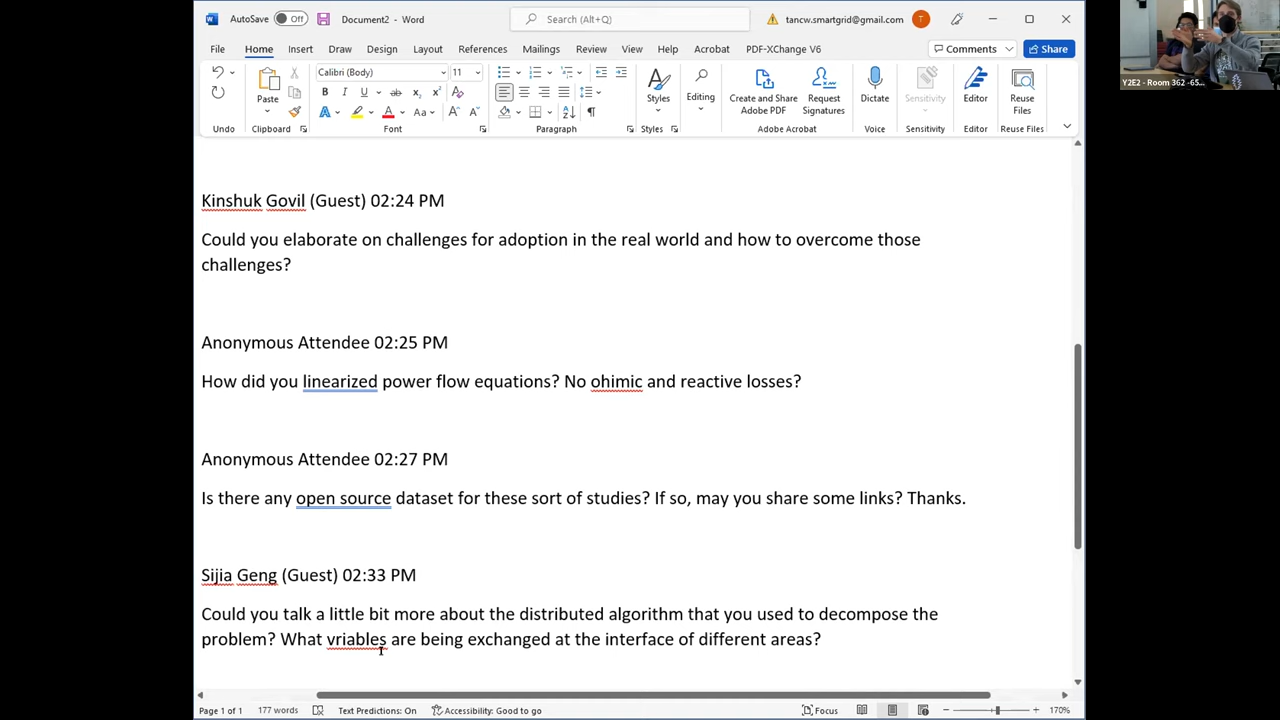 AutoSave Off Document2 - Word Search (Alt+Q) tancw.smartgrid@gmail.com T
File Home Insert Draw Design Layout References Mailings Review View Help Acrobat PDF-XChange V6 Comments Share
Calibri (Body) 11
Paste Styles Editing Create and Share Adobe PDF Request Signatures Dictate Sensitivity Editor Reuse Files
Undo Clipboard Font Paragraph Styles Adobe Acrobat Voice Sensitivity Editor Reuse Files
Y2E2 - Room 362 -65...
Kinshuk Govil (Guest) 02:24 PM
Could you elaborate on challenges for adoption in the real world and how to overcome those
challenges?
Anonymous Attendee 02:25 PM
How did you linearized power flow equations? No ohimic and reactive losses?
Anonymous Attendee 02:27 PM
Is there any open source dataset for these sort of studies? If so, may you share some links? Thanks.
Sijia Geng (Guest) 02:33 PM
Could you talk a little bit more about the distributed algorithm that you used to decompose the
problem? What vriables are being exchanged at the interface of different areas?
Page 1 of 1 177 words Text Predictions: On Accessibility: Good to go Focus 170%